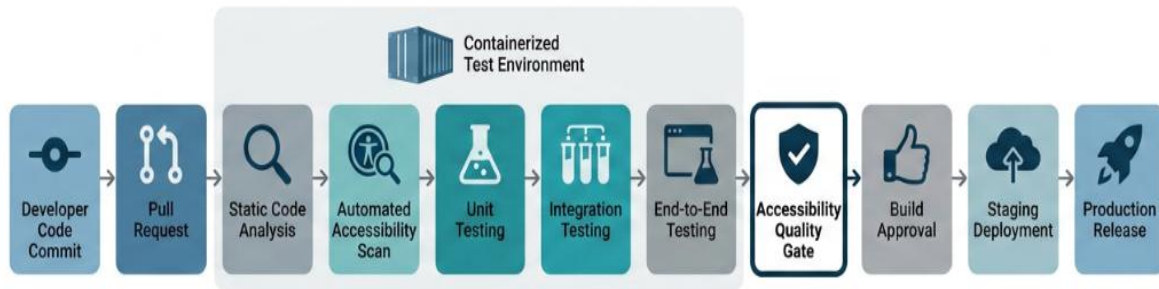 Containerized
Test Environment
Developer
Code
Commit
Pull
Request
Static Code
Analysis
Automated
Accessibility
Scan
Unit
Testing
Integration
Testing
End-to-End
Testing
Accessibility
Quality
Gate
Build
Approval
Staging
Deployment
Production
Release